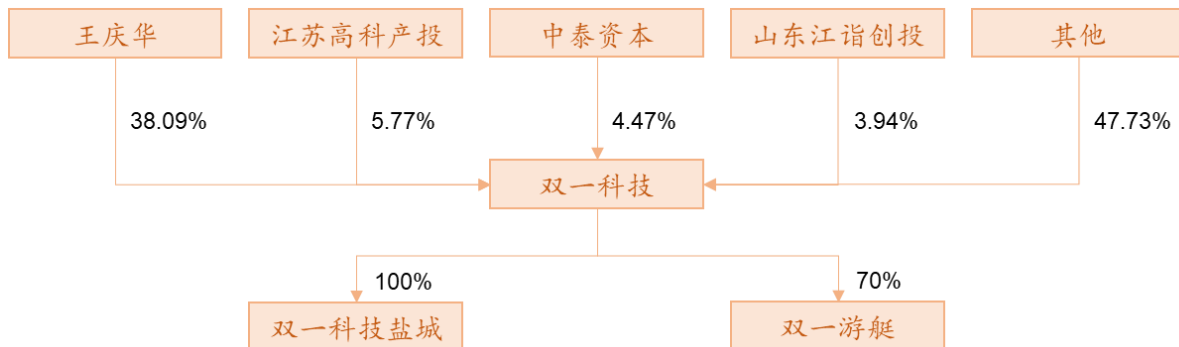 王庆华
江苏高科产投
中泰资本
山东江诣创投
其他
38.09%
5.77%
4.47%
3.94%
47.73%
双一科技
100%
70%
双一科技盐城
双一游艇